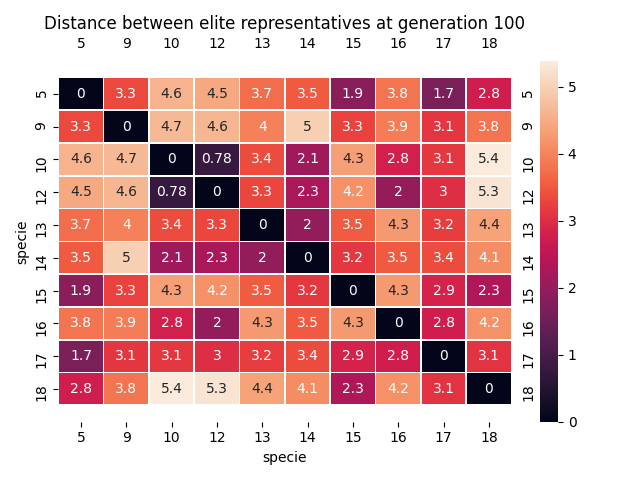 Distance between elite representatives at generation 100
5 9 10 12 13 14 15 16 17 18
5 0 3.3 4.6 4.5 3.7 3.5 1.9 3.8 1.7 2.8 5
9 3.3 0 4.7 4.6 4 5 3.3 3.9 3.1 3.8 9
10 4.6 4.7 0 0.78 3.4 2.1 4.3 2.8 3.1 5.4 10
12 4.5 4.6 0.78 0 3.3 2.3 4.2 2 3 5.3 12
13 3.7 4 3.4 3.3 0 2 3.5 4.3 3.2 4.4 13
14 3.5 5 2.1 2.3 2 0 3.2 3.5 3.4 4.1 14
15 1.9 3.3 4.3 4.2 3.5 3.2 0 4.3 2.9 2.3 15
16 3.8 3.9 2.8 2 4.3 3.5 4.3 0 2.8 4.2 16
17 1.7 3.1 3.1 3 3.2 3.4 2.9 2.8 0 3.1 17
18 2.8 3.8 5.4 5.3 4.4 4.1 2.3 4.2 3.1 0 18
5 9 10 12 13 14 15 16 17 18
specie
specie
5
4
3
2
1
0